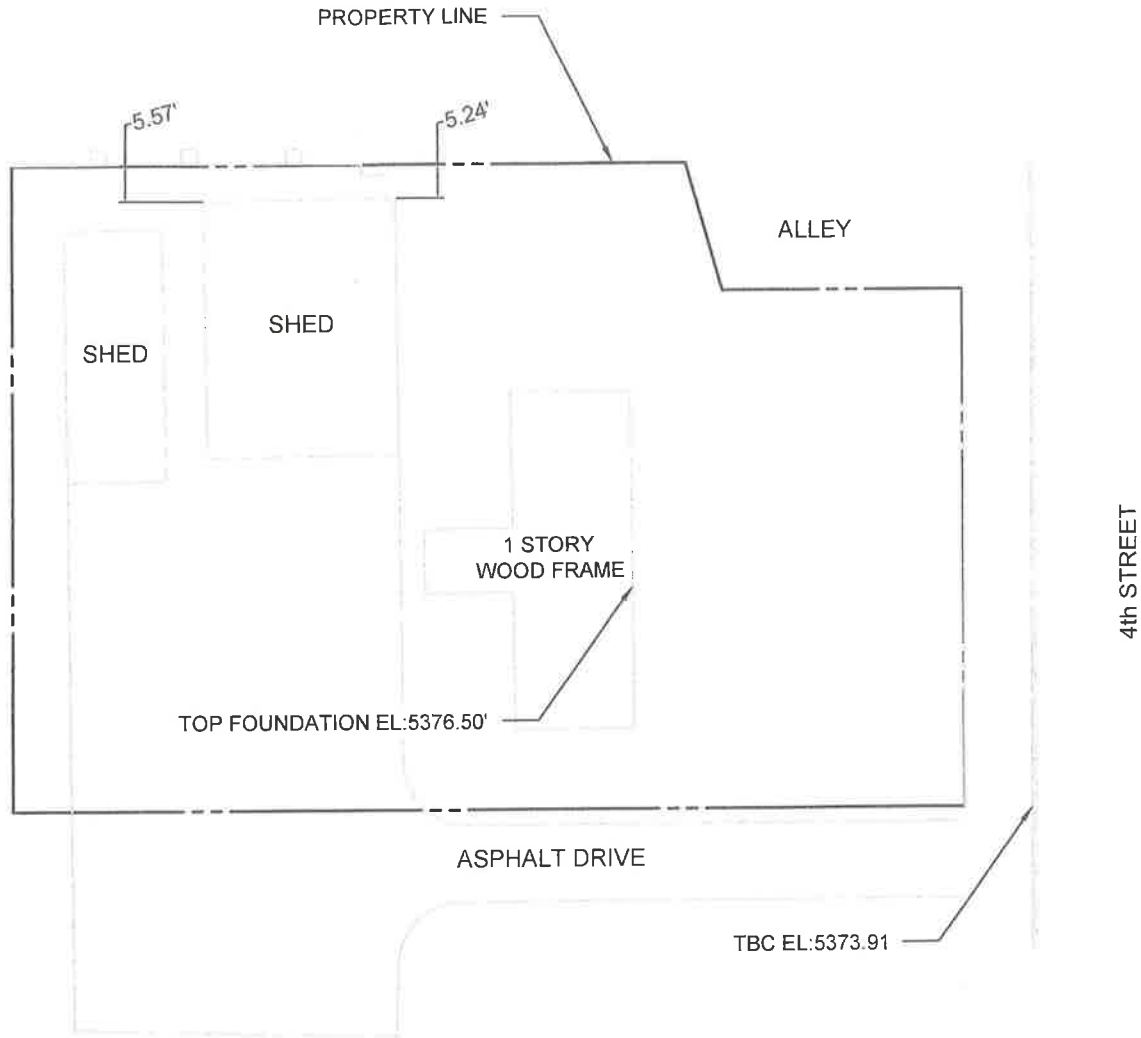 PROPERTY LINE
5.57'
5.24'
ALLEY
SHED
SHED
4th STREET
1 STORY
WOOD FRAME
TOP FOUNDATION EL:5376.50'
ASPHALT DRIVE
TBC EL:5373.91